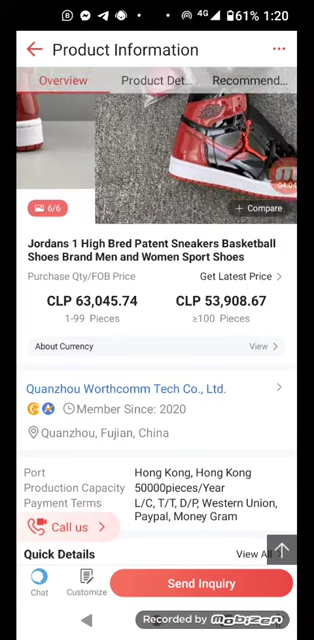 B
4G
61% 1:20
Product Information
Overview
Product Det...
Recommend...
04:04
6/6
+ Compare
Jordans 1 High Bred Patent Sneakers Basketball
Shoes Brand Men and Women Sport Shoes
Purchase Qty/FOB Price
Get Latest Price
CLP 63,045.74
CLP 53,908.67
1-99 Pieces
≥100 Pieces
About Currency
View
Quanzhou Worthcomm Tech Co., Ltd.
Member Since: 2020
Quanzhou, Fujian, China
Port
Hong Kong, Hong Kong
Production Capacity
50000pieces/Year
Payment Terms
L/C, T/T, D/P, Western Union,
Paypal, Money Gram
Call us
Quick Details
View All
Chat
Customize
Send Inquiry
Recorded by MOBIZEN